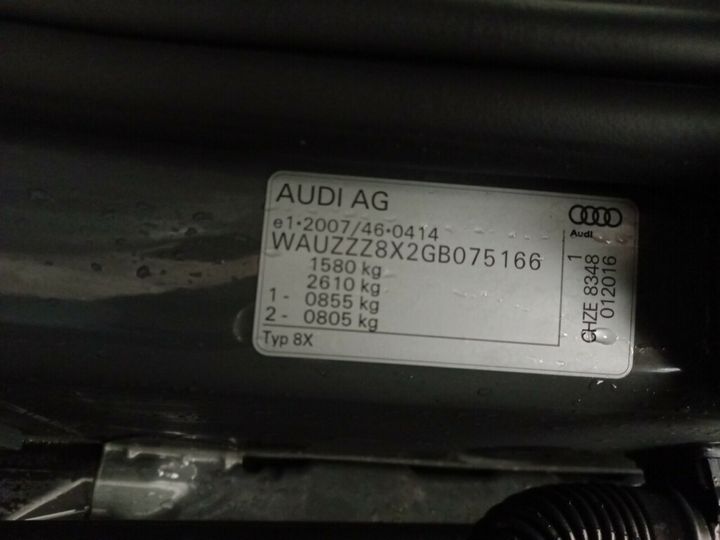 AUDI AG
Audi
e1•2007/46•0414
WAUZZZ8X2GB075166
1580 kg
2610 kg
1 - 0855 kg
2 - 0805 kg
Typ 8X
CHZE 8348 1
012016